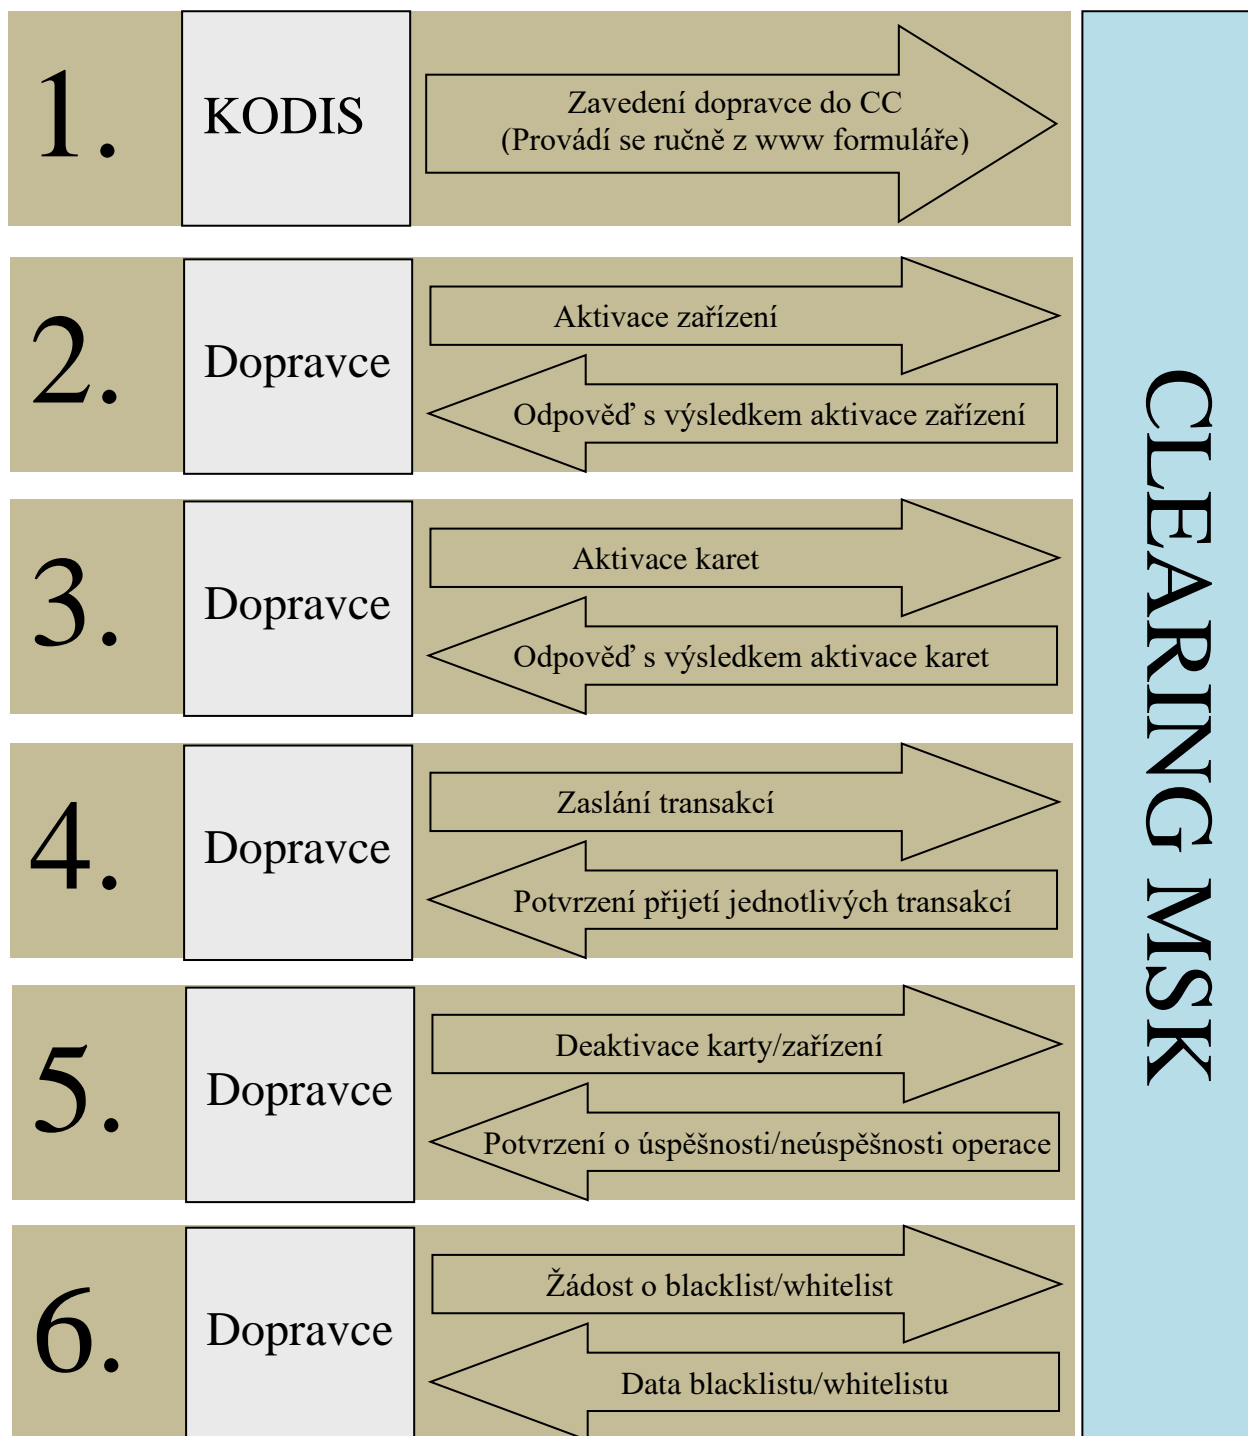 1.
KODIS
Zavedení dopravce do CC
(Provádí se ručně z www formuláře)
2.
Dopravce
Aktivace zařízení
Odpověď s výsledkem aktivace zařízení
3.
Dopravce
Aktivace karet
Odpověď s výsledkem aktivace karet
4.
Dopravce
Zaslání transakcí
Potvrzení přijetí jednotlivých transakcí
5.
Dopravce
Deaktivace karty/zařízení
Potvrzení o úspěšnosti/neúspěšnosti operace
6.
Dopravce
Žádost o blacklist/whitelist
Data blacklistu/whitelistu
CLEARING MSK